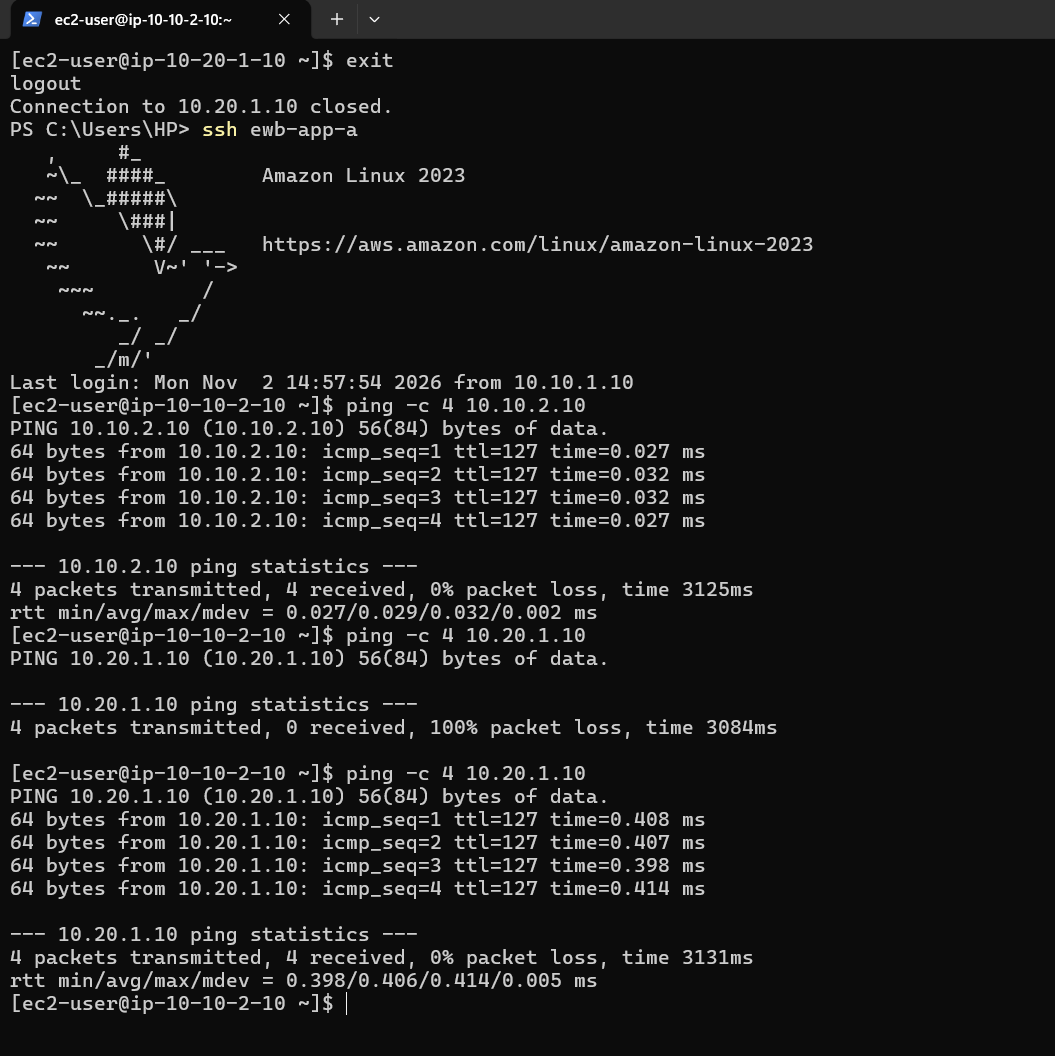 ec2-user@ip-10-10-2-10:~
[ec2-user@ip-10-20-1-10 ~]$ exit
logout
Connection to 10.20.1.10 closed.
PS C:\Users\HP> ssh ewb-app-a
   ,     #_
   ~\_  ####_        Amazon Linux 2023
  ~~  \_#####\
  ~~     \###|
  ~~       \#/ ___   https://aws.amazon.com/linux/amazon-linux-2023
   ~~       V~' '->
    ~~~         /
      ~~._.   _/
         _/ _/
       _/m/'
Last login: Mon Nov  2 14:57:54 2026 from 10.10.1.10
[ec2-user@ip-10-10-2-10 ~]$ ping -c 4 10.10.2.10
PING 10.10.2.10 (10.10.2.10) 56(84) bytes of data.
64 bytes from 10.10.2.10: icmp_seq=1 ttl=127 time=0.027 ms
64 bytes from 10.10.2.10: icmp_seq=2 ttl=127 time=0.032 ms
64 bytes from 10.10.2.10: icmp_seq=3 ttl=127 time=0.032 ms
64 bytes from 10.10.2.10: icmp_seq=4 ttl=127 time=0.027 ms

--- 10.10.2.10 ping statistics ---
4 packets transmitted, 4 received, 0% packet loss, time 3125ms
rtt min/avg/max/mdev = 0.027/0.029/0.032/0.002 ms
[ec2-user@ip-10-10-2-10 ~]$ ping -c 4 10.20.1.10
PING 10.20.1.10 (10.20.1.10) 56(84) bytes of data.

--- 10.20.1.10 ping statistics ---
4 packets transmitted, 0 received, 100% packet loss, time 3084ms

[ec2-user@ip-10-10-2-10 ~]$ ping -c 4 10.20.1.10
PING 10.20.1.10 (10.20.1.10) 56(84) bytes of data.
64 bytes from 10.20.1.10: icmp_seq=1 ttl=127 time=0.408 ms
64 bytes from 10.20.1.10: icmp_seq=2 ttl=127 time=0.407 ms
64 bytes from 10.20.1.10: icmp_seq=3 ttl=127 time=0.398 ms
64 bytes from 10.20.1.10: icmp_seq=4 ttl=127 time=0.414 ms

--- 10.20.1.10 ping statistics ---
4 packets transmitted, 4 received, 0% packet loss, time 3131ms
rtt min/avg/max/mdev = 0.398/0.406/0.414/0.005 ms
[ec2-user@ip-10-10-2-10 ~]$